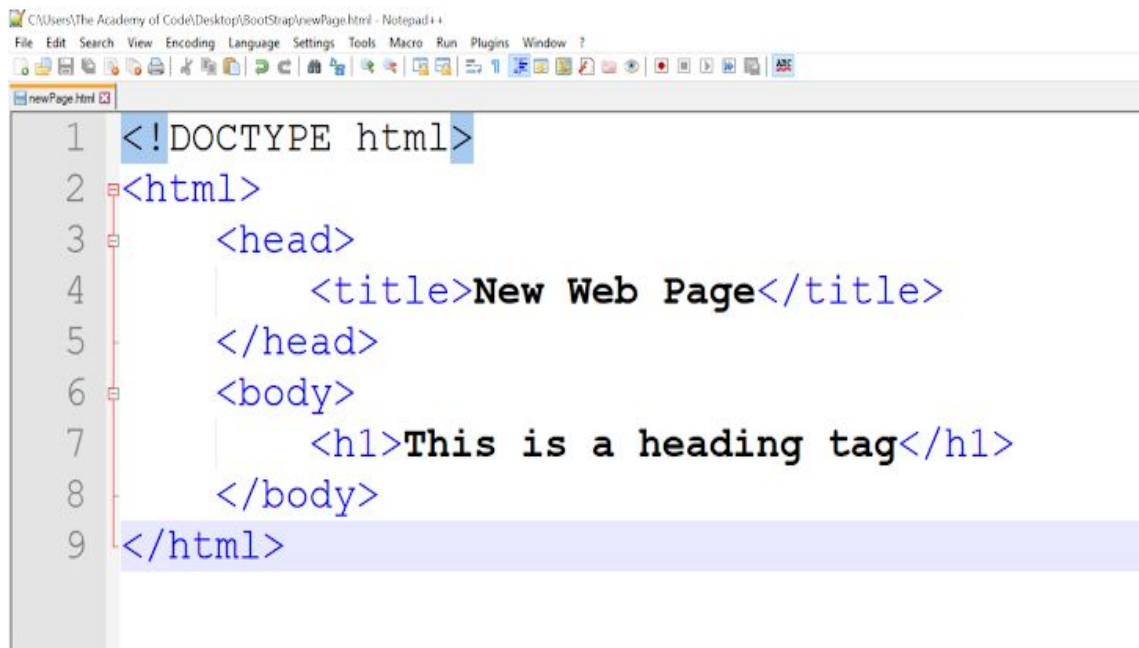 C:\Users\The Academy of Code\Desktop\BootStrap\newPage.html - Notepad++
File Edit Search View Encoding Language Settings Tools Macro Run Plugins Window ?
ABC
newPage.html
1 <!DOCTYPE html>
2 <html>
3 <head>
4 <title>New Web Page</title>
5 </head>
6 <body>
7 <h1>This is a heading tag</h1>
8 </body>
9 </html>